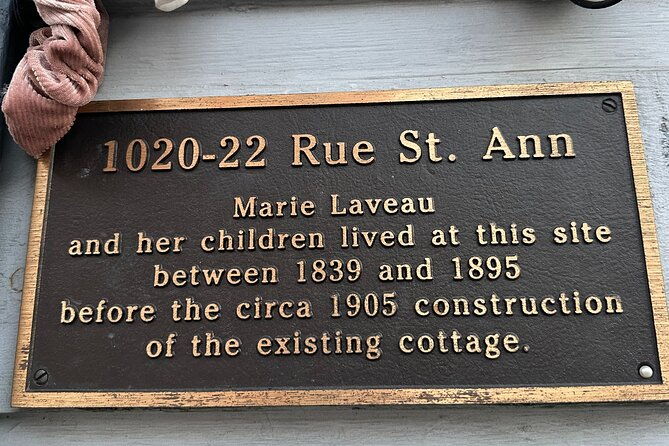 1020-22 Rue St. Ann
Marie Laveau
and her children lived at this site
between 1839 and 1895
before the circa 1905 construction
of the existing cottage.